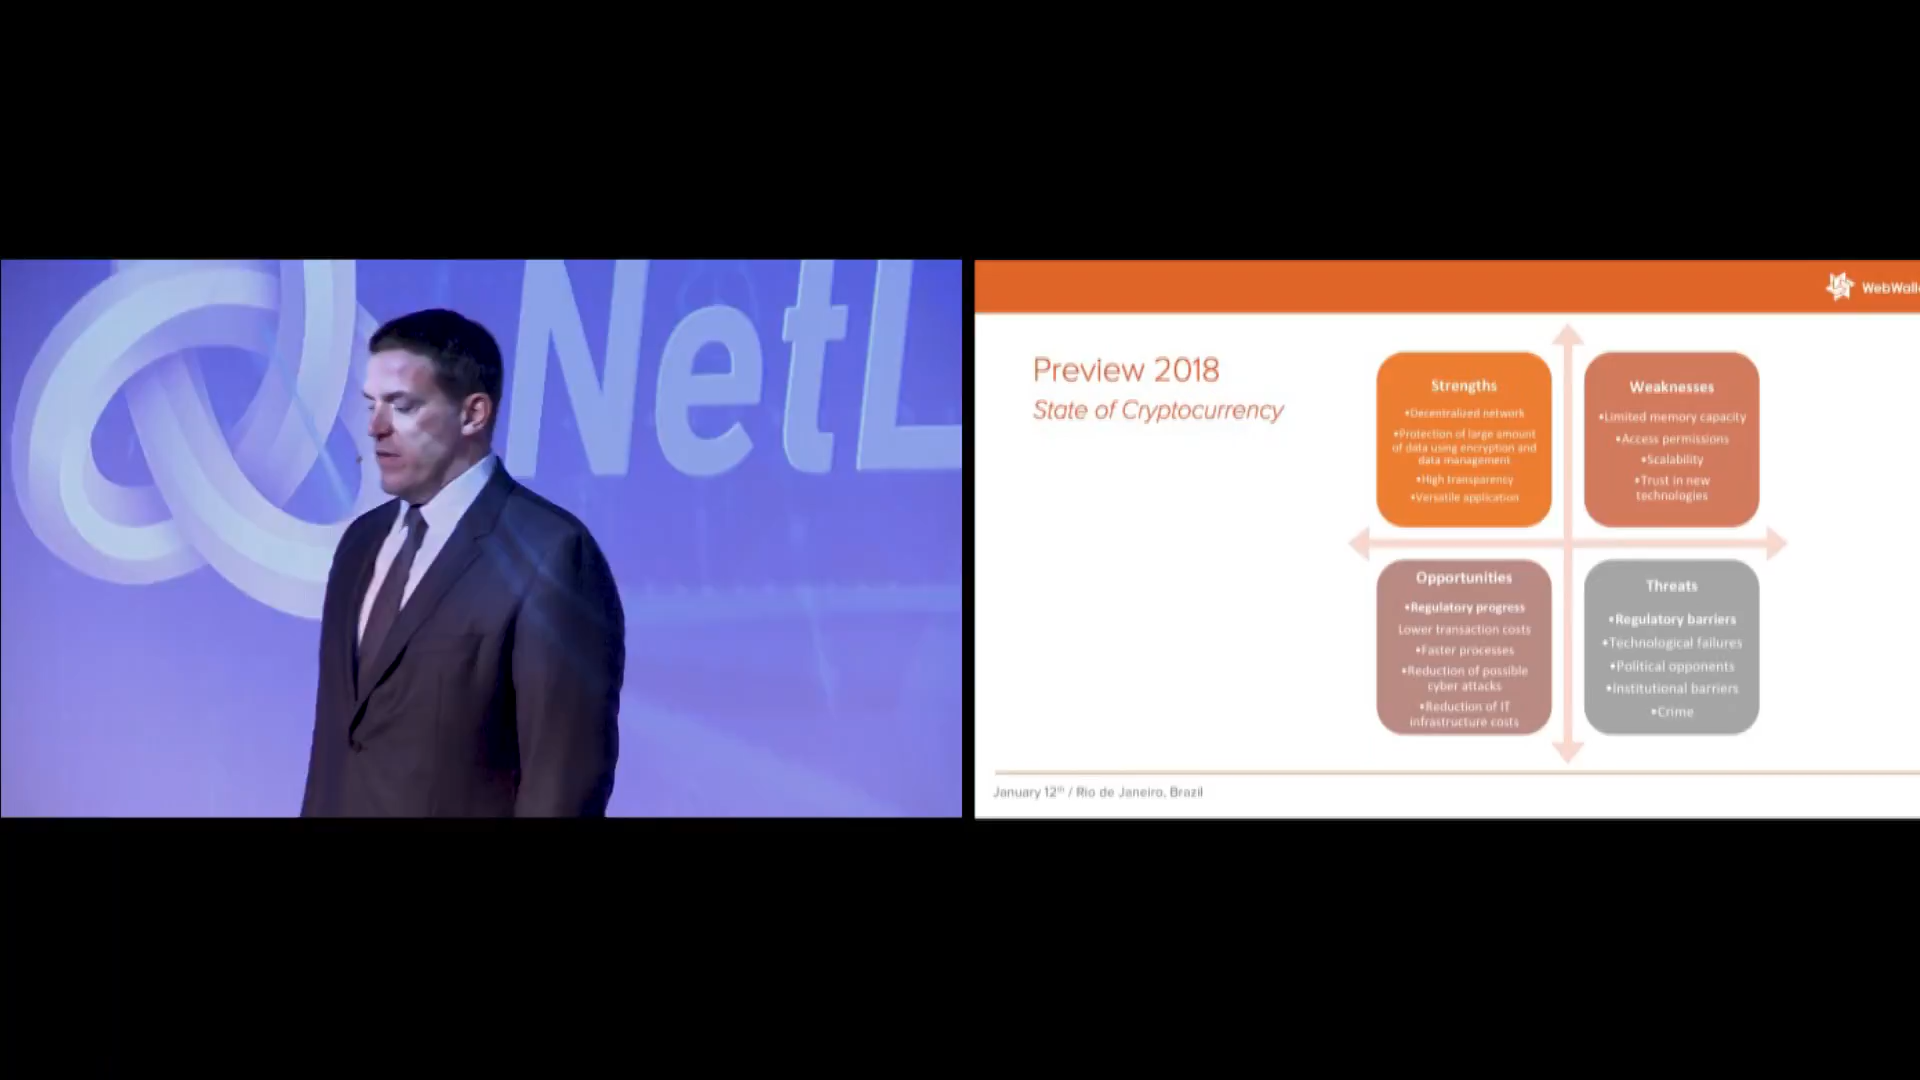 NetL
WebWalle
Preview 2018
State of Cryptocurrency
Strengths
•Decentralized network
•Protection of large amount
of data using encryption and
data management
•High transparency
•Versatile application
Weaknesses
•Limited memory capacity
•Access permissions
•Scalability
•Trust in new
technologies
Opportunities
•Regulatory progress
Lower transaction costs
•Faster processes
•Reduction of possible
cyber attacks
•Reduction of IT
infrastructure costs
Threats
•Regulatory barriers
•Technological failures
•Political opponents
•Institutional barriers
•Crime
January 12th / Rio de Janeiro, Brazil